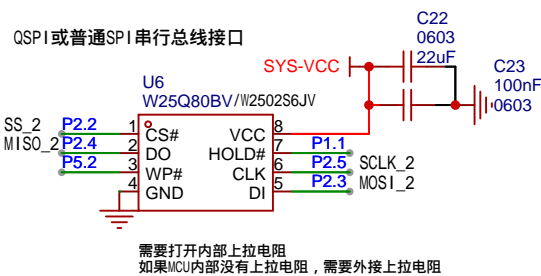 QSPI或普通SPI串行总线接口
C22
0603
22uF
SYS-VCC
C23
100nF
0603
U6
W25Q80BV/W2502S6JV
SS_2 P2.2 1 CS# VCC 8
MISO_2 P2.4 2 DO HOLD# 7 P1.1
P5.2 3 WP# CLK 6 P2.5 SCLK_2
4 GND DI 5 P2.3 MOSI_2
需要打开内部上拉电阻
如果MCU内部没有上拉电阻，需要外接上拉电阻